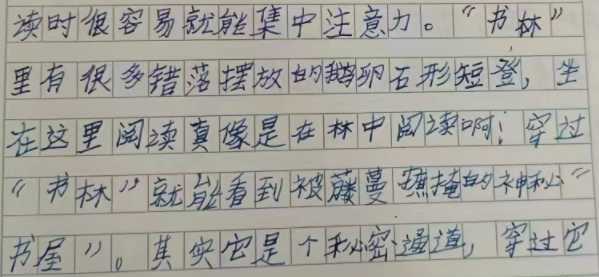 读时很容易就能集中注意力。“书林”
里有很多错落摆放的鹅卵石形短登，坐
在这里阅读真像是在林中阅读啊！穿过
“书林”就能看到被藤蔓掩的神秘“
书屋”。其实它是个秘密通道，穿过它